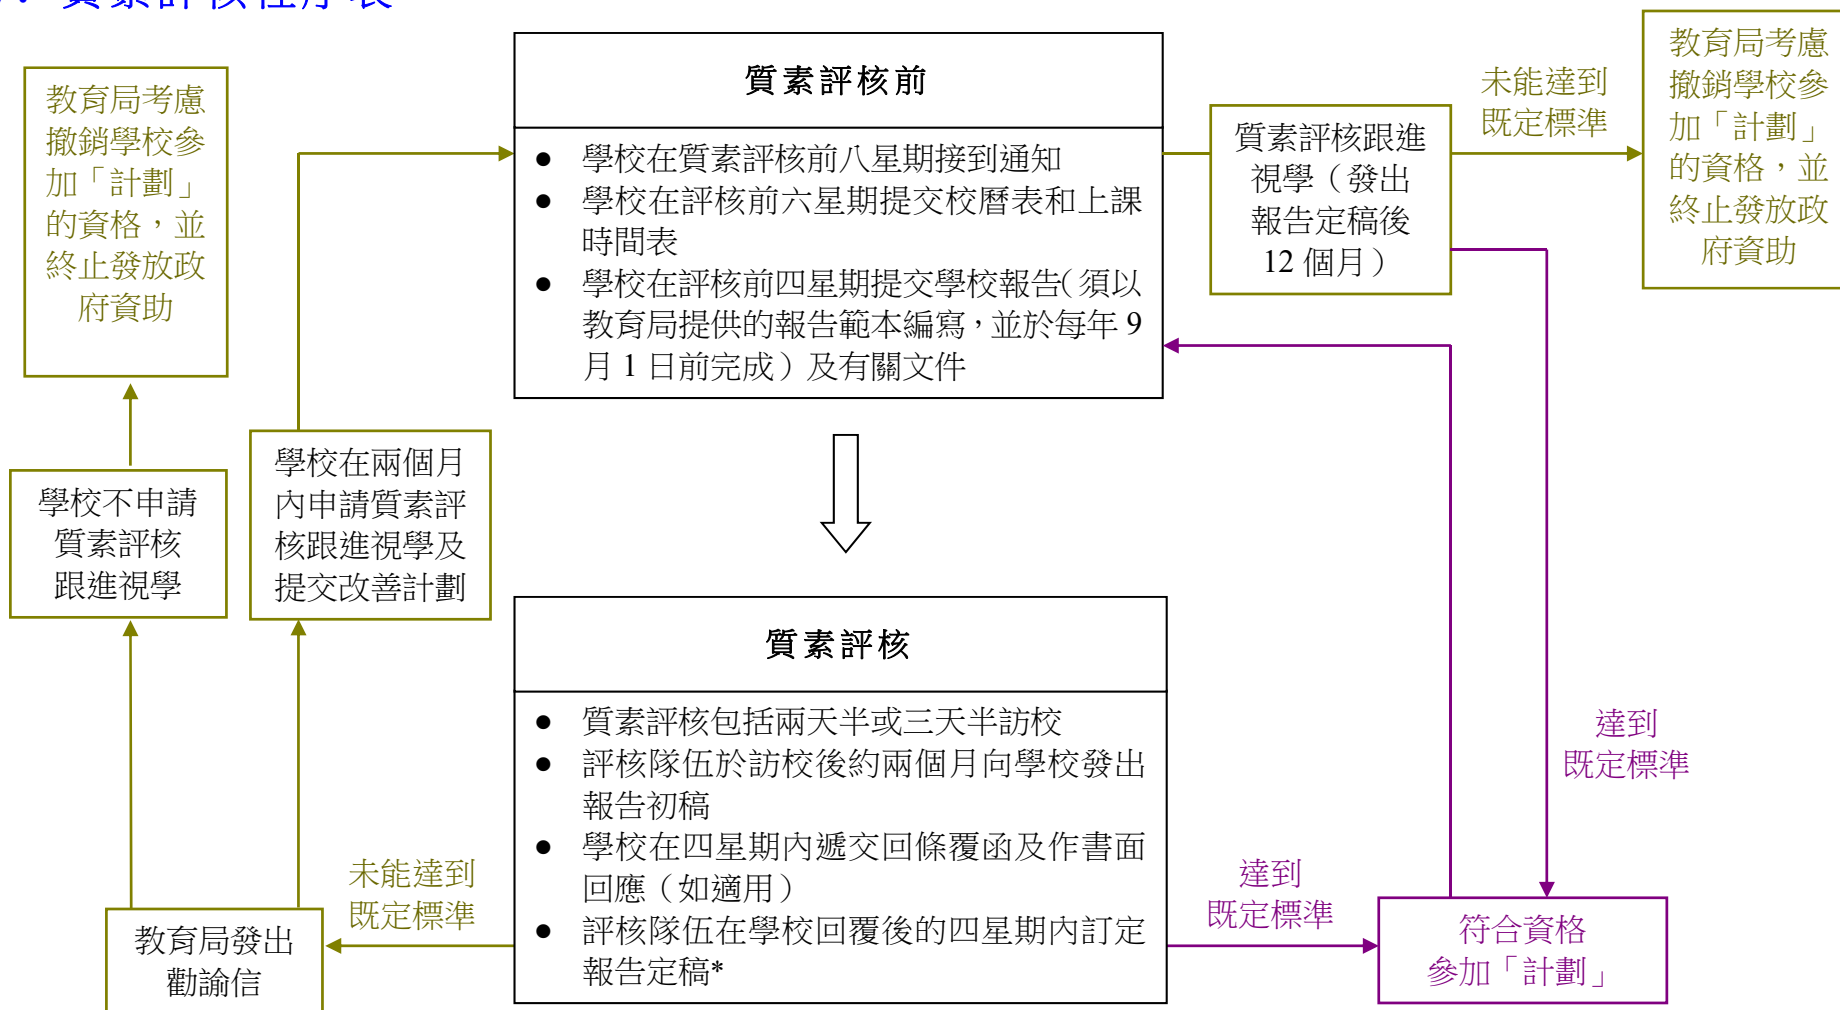 質素評核程序表
教育局考慮
撤銷學校參
加「計劃」
的資格，並
終止發放政
府資助
質素評核前
● 學校在質素評核前八星期接到通知
● 學校在評核前六星期提交校曆表和上課
時間表
● 學校在評核前四星期提交學校報告（須以
教育局提供的報告範本編寫，並於每年 9
月 1 日前完成）及有關文件
質素評核跟進
視學（發出
報告定稿後
12 個月）
未能達到
既定標準
教育局考慮
撤銷學校參
加「計劃」
的資格，並
終止發放政
府資助
學校不申請
質素評核
跟進視學
學校在兩個月
內申請質素評
核跟進視學及
提交改善計劃
質素評核
● 質素評核包括兩天半或三天半訪校
● 評核隊伍於訪校後約兩個月向學校發出
報告初稿
● 學校在四星期內遞交回條覆函及作書面
回應（如適用）
● 評核隊伍在學校回覆後的四星期內訂定
報告定稿*
達到
既定標準
未能達到
既定標準
達到
既定標準
教育局發出
勸諭信
符合資格
參加「計劃」